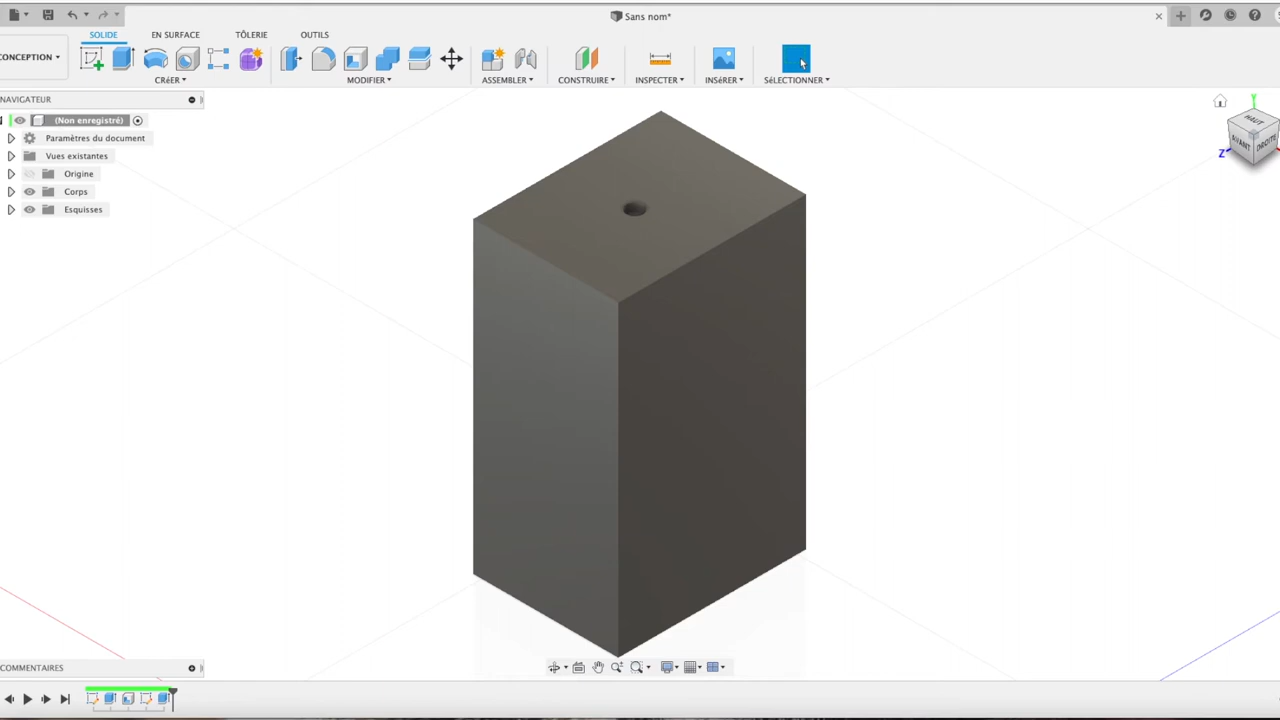 Sans nom*
SOLIDE EN SURFACE TÔLERIE OUTILS
CONCEPTION
CRÉER MODIFIER ASSEMBLER CONSTRUIRE INSPECTER INSÉRER SÉLECTIONNER
NAVIGATEUR
(Non enregistré)
Paramètres du document
Vues existantes
Origine
Corps
Esquisses
Y
HAUT
AVANT DROITE
Z
COMMENTAIRES